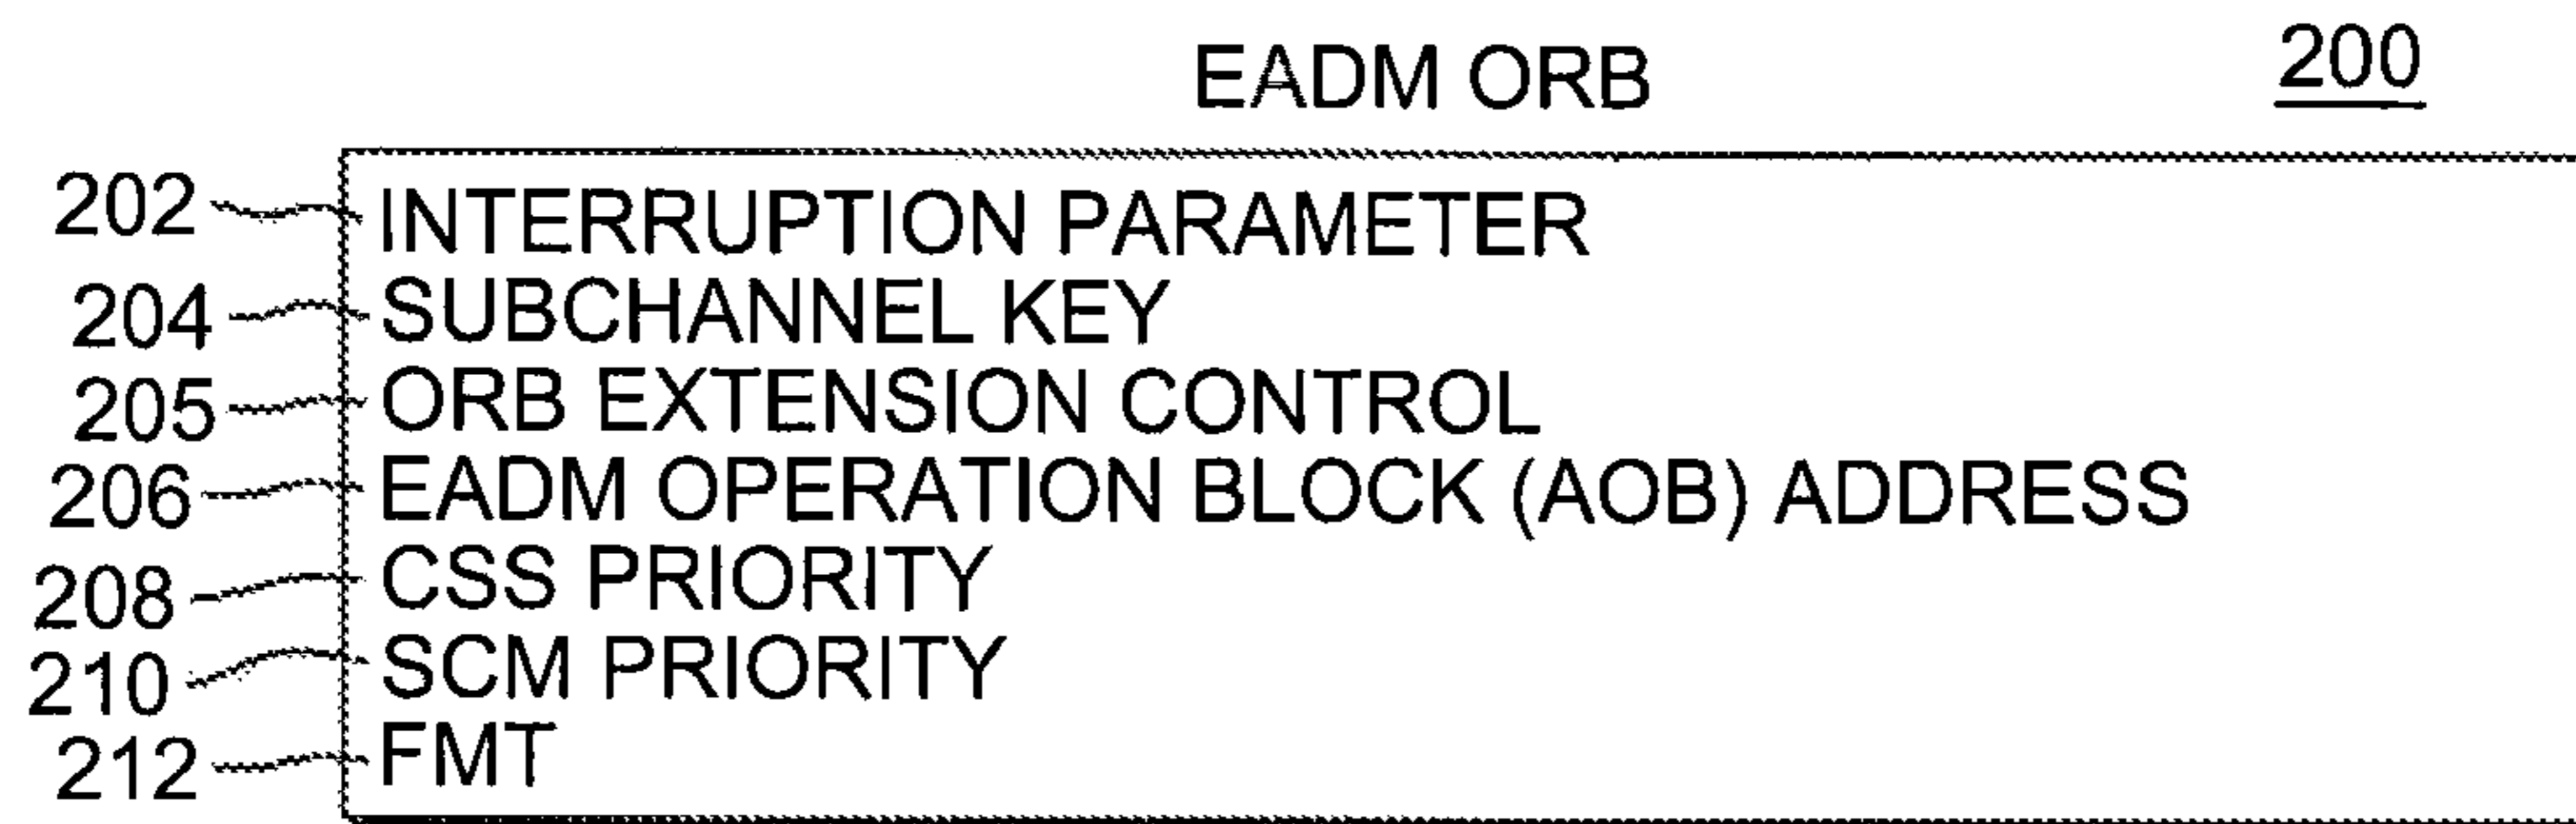 EADM ORB 200
202 INTERRUPTION PARAMETER
204 SUBCHANNEL KEY
205 ORB EXTENSION CONTROL
206 EADM OPERATION BLOCK (AOB) ADDRESS
208 CSS PRIORITY
210 SCM PRIORITY
212 FMT